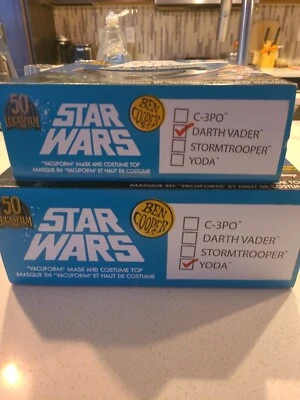 50
LUCASFILM
STAR
WARS
BEN
COOPER
C-3PO™
DARTH VADER™
STORMTROOPER™
YODA™
"VACUFORM" MASK AND COSTUME TOP
MASQUE EN "VACUFORM" ET HAUT DE COSTUME
MASQUE EN "VACUFORM" ET HAUT DE COSTUME
50
LUCASFILM
STAR
WARS
BEN
COOPER
C-3PO™
DARTH VADER™
STORMTROOPER™
YODA™
"VACUFORM" MASK AND COSTUME TOP
MASQUE EN "VACUFORM" ET HAUT DE COSTUME